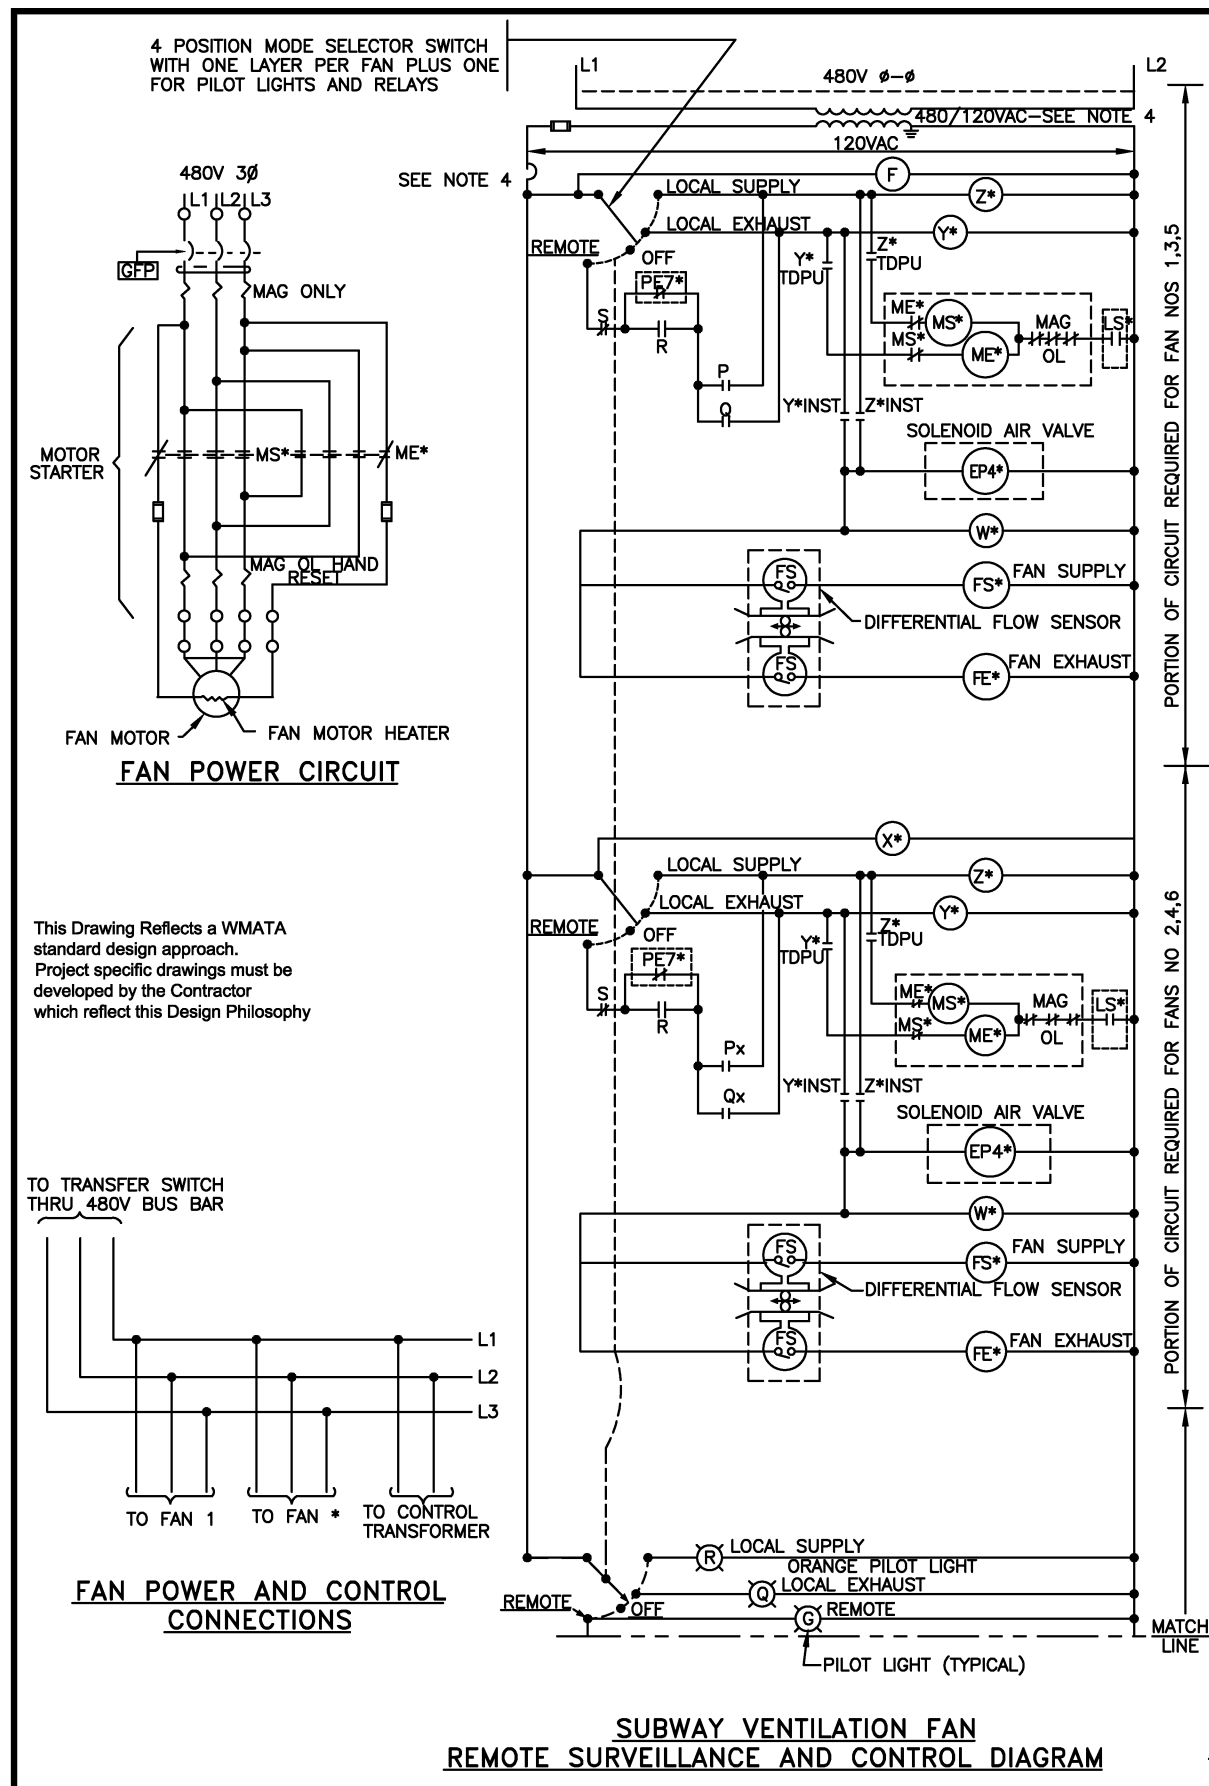 4 POSITION MODE SELECTOR SWITCH
WITH ONE LAYER PER FAN PLUS ONE
FOR PILOT LIGHTS AND RELAYS
L1
L2
480V ø-ø
480/120VAC-SEE NOTE 4
120VAC
SEE NOTE 4
F
LOCAL SUPPLY
Z*
LOCAL EXHAUST
Y*
REMOTE
OFF
Y*
TDPU
Z*
TDPU
PE7*
S
R
ME*
MS*
MS*
ME*
MAG
OL
LS*
P
Q
Y*INST
Z*INST
SOLENOID AIR VALVE
EP4*
W*
FS
FS*
FAN SUPPLY
DIFFERENTIAL FLOW SENSOR
FS
FE*
FAN EXHAUST
PORTION OF CIRCUIT REQUIRED FOR FAN NOS 1,3,5
480V 3Ø
L1
L2
L3
GFP
MAG ONLY
MOTOR
STARTER
MS*
ME*
MAG OL HAND
RESET
FAN MOTOR
FAN MOTOR HEATER
FAN POWER CIRCUIT
This Drawing Reflects a WMATA
standard design approach.
Project specific drawings must be
developed by the Contractor
which reflect this Design Philosophy
X*
LOCAL SUPPLY
Z*
LOCAL EXHAUST
Y*
REMOTE
OFF
Y*
TDPU
Z*
TDPU
PE7*
S
R
ME*
MS*
MS*
ME*
MAG
OL
LS*
Px
Qx
Y*INST
Z*INST
SOLENOID AIR VALVE
EP4*
W*
FS
FS*
FAN SUPPLY
DIFFERENTIAL FLOW SENSOR
FS
FE*
FAN EXHAUST
PORTION OF CIRCUIT REQUIRED FOR FANS NO 2,4,6
TO TRANSFER SWITCH
THRU 480V BUS BAR
L1
L2
L3
TO FAN 1
TO FAN *
TO CONTROL
TRANSFORMER
FAN POWER AND CONTROL
CONNECTIONS
R
LOCAL SUPPLY
ORANGE PILOT LIGHT
Q
LOCAL EXHAUST
REMOTE
OFF
G
REMOTE
MATCH
LINE
PILOT LIGHT (TYPICAL)
SUBWAY VENTILATION FAN
REMOTE SURVEILLANCE AND CONTROL DIAGRAM